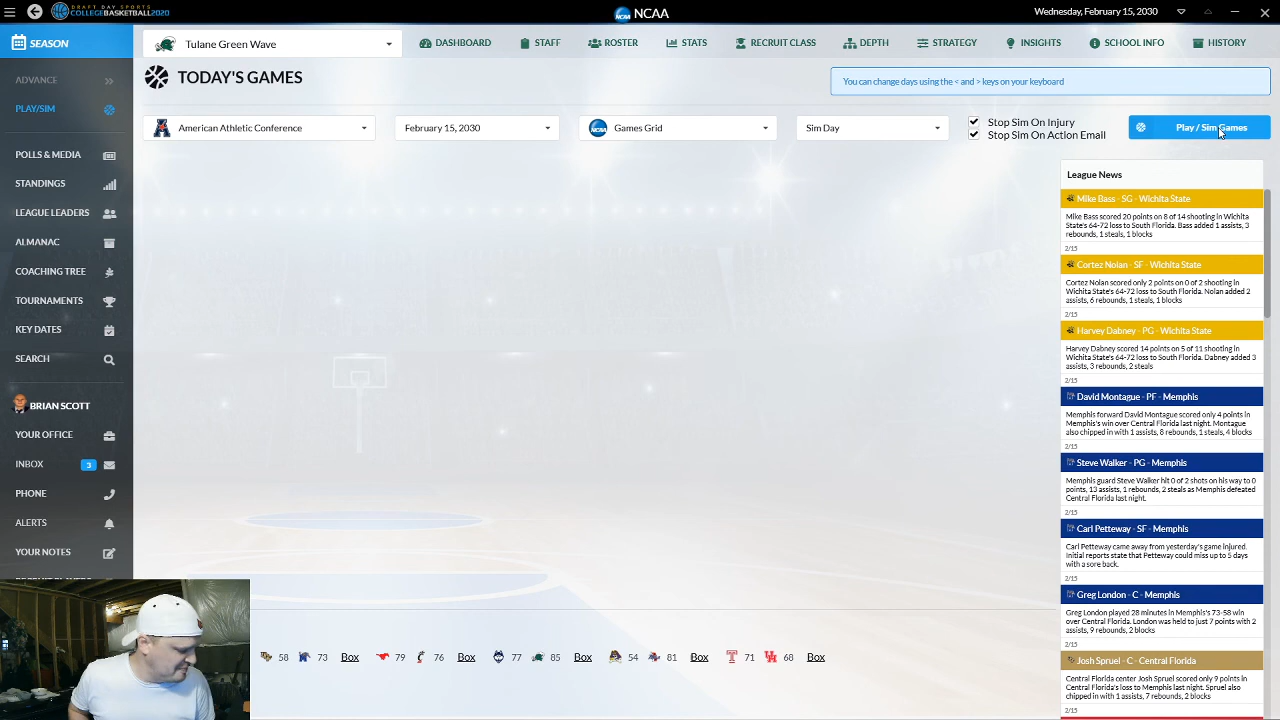 DRAFT DAY SPORTS
COLLEGE BASKETBALL 2020
NCAA
Wednesday, February 15, 2030
SEASON
Tulane Green Wave
DASHBOARD
STAFF
ROSTER
STATS
RECRUIT CLASS
DEPTH
STRATEGY
INSIGHTS
SCHOOL INFO
HISTORY
ADVANCE
PLAY/SIM
POLLS & MEDIA
STANDINGS
LEAGUE LEADERS
ALMANAC
COACHING TREE
TOURNAMENTS
KEY DATES
SEARCH
BRIAN SCOTT
YOUR OFFICE
INBOX 3
PHONE
ALERTS
YOUR NOTES
TODAY'S GAMES
You can change days using the < and > keys on your keyboard
American Athletic Conference
February 15, 2030
NCAA Games Grid
Sim Day
Stop Sim On Injury
Stop Sim On Action Email
Play / Sim Games
League News
Mike Bass - SG - Wichita State
Mike Bass scored 20 points on 8 of 14 shooting in Wichita
State's 64-72 loss to South Florida. Bass added 1 assists, 3
rebounds, 1 steals, 1 blocks
2/15
Cortez Nolan - SF - Wichita State
Cortez Nolan scored only 2 points on 0 of 2 shooting in
Wichita State's 64-72 loss to South Florida. Nolan added 2
assists, 6 rebounds, 1 steals, 1 blocks
2/15
Harvey Dabney - PG - Wichita State
Harvey Dabney scored 14 points on 5 of 11 shooting in
Wichita State's 64-72 loss to South Florida. Dabney added 3
assists, 3 rebounds, 2 steals
2/15
David Montague - PF - Memphis
Memphis forward David Montague scored only 4 points in
Memphis's win over Central Florida last night. Montague
also chipped in with 1 assists, 8 rebounds, 1 steals, 4 blocks
2/15
Steve Walker - PG - Memphis
Memphis guard Steve Walker hit 0 of 2 shots on his way to 0
points, 13 assists, 1 rebounds, 2 steals as Memphis defeated
Central Florida last night.
2/15
Carl Petteway - SF - Memphis
Carl Petteway came away from yesterday's game injured.
Initial reports state that Petteway could miss up to 5 days
with a sore back.
2/15
Greg London - C - Memphis
Greg London played 28 minutes in Memphis's 73-58 win
over Central Florida. London was held to just 7 points with 2
assists, 9 rebounds, 2 blocks
2/15
Josh Spruel - C - Central Florida
Central Florida center Josh Spruel scored only 9 points in
Central Florida's loss to Memphis last night. Spruel also
chipped in with 1 assists, 7 rebounds, 2 blocks
2/15
58 73 Box 79 76 Box 77 85 Box 54 81 Box 71 68 Box